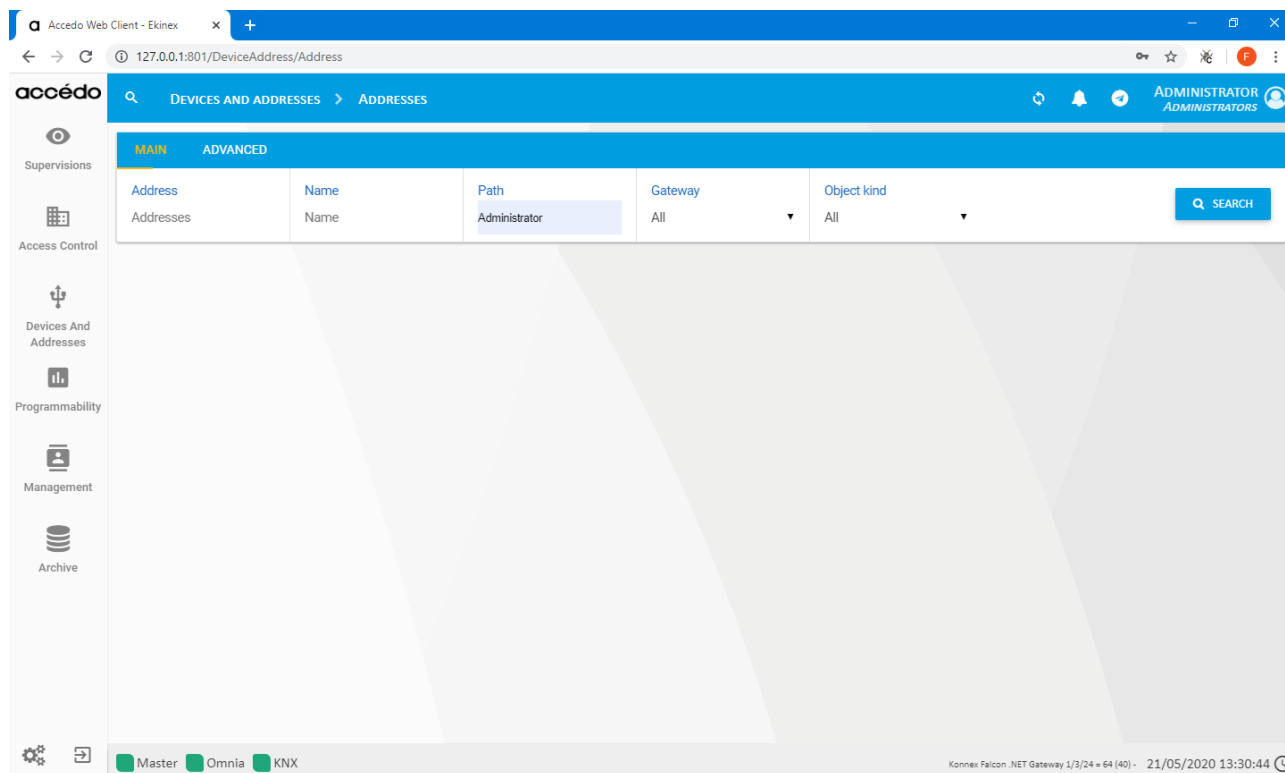 a Accedo Web Client - Ekinex
127.0.0.1:801/DeviceAddress/Address
F
accédo
DEVICES AND ADDRESSES > ADDRESSES
ADMINISTRATOR
ADMINISTRATORS
Supervisions
Access Control
Devices And
Addresses
Programmability
Management
Archive
MAIN ADVANCED
Address Name Path Gateway Object kind
Addresses Name Administrator All All
SEARCH
Master Omnia KNX
Konnex Falcon .NET Gateway 1/3/24 = 64 (40) - 21/05/2020 13:30:44